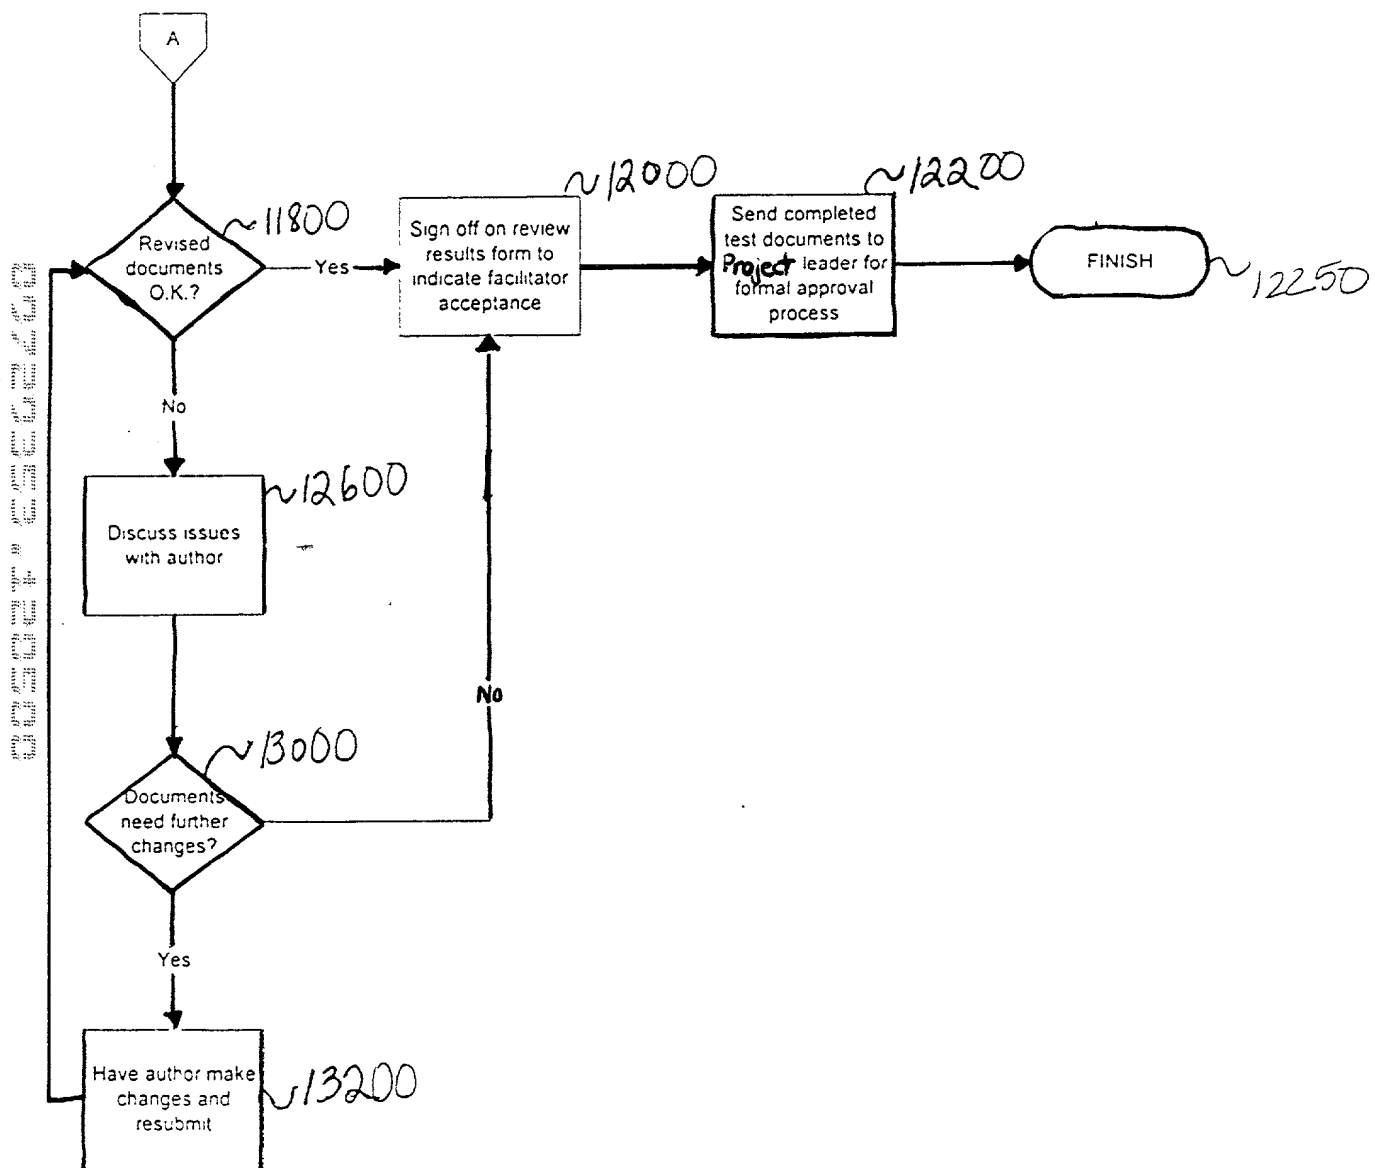 A
11800
Revised
documents
O.K.?
Yes
12000
Sign off on review
results form to
indicate facilitator
acceptance
12200
Send completed
test documents to
Project leader for
formal approval
process
FINISH
12250
No
12600
Discuss issues
with author
No
13000
Documents
need further
changes?
Yes
13200
Have author make
changes and
resubmit